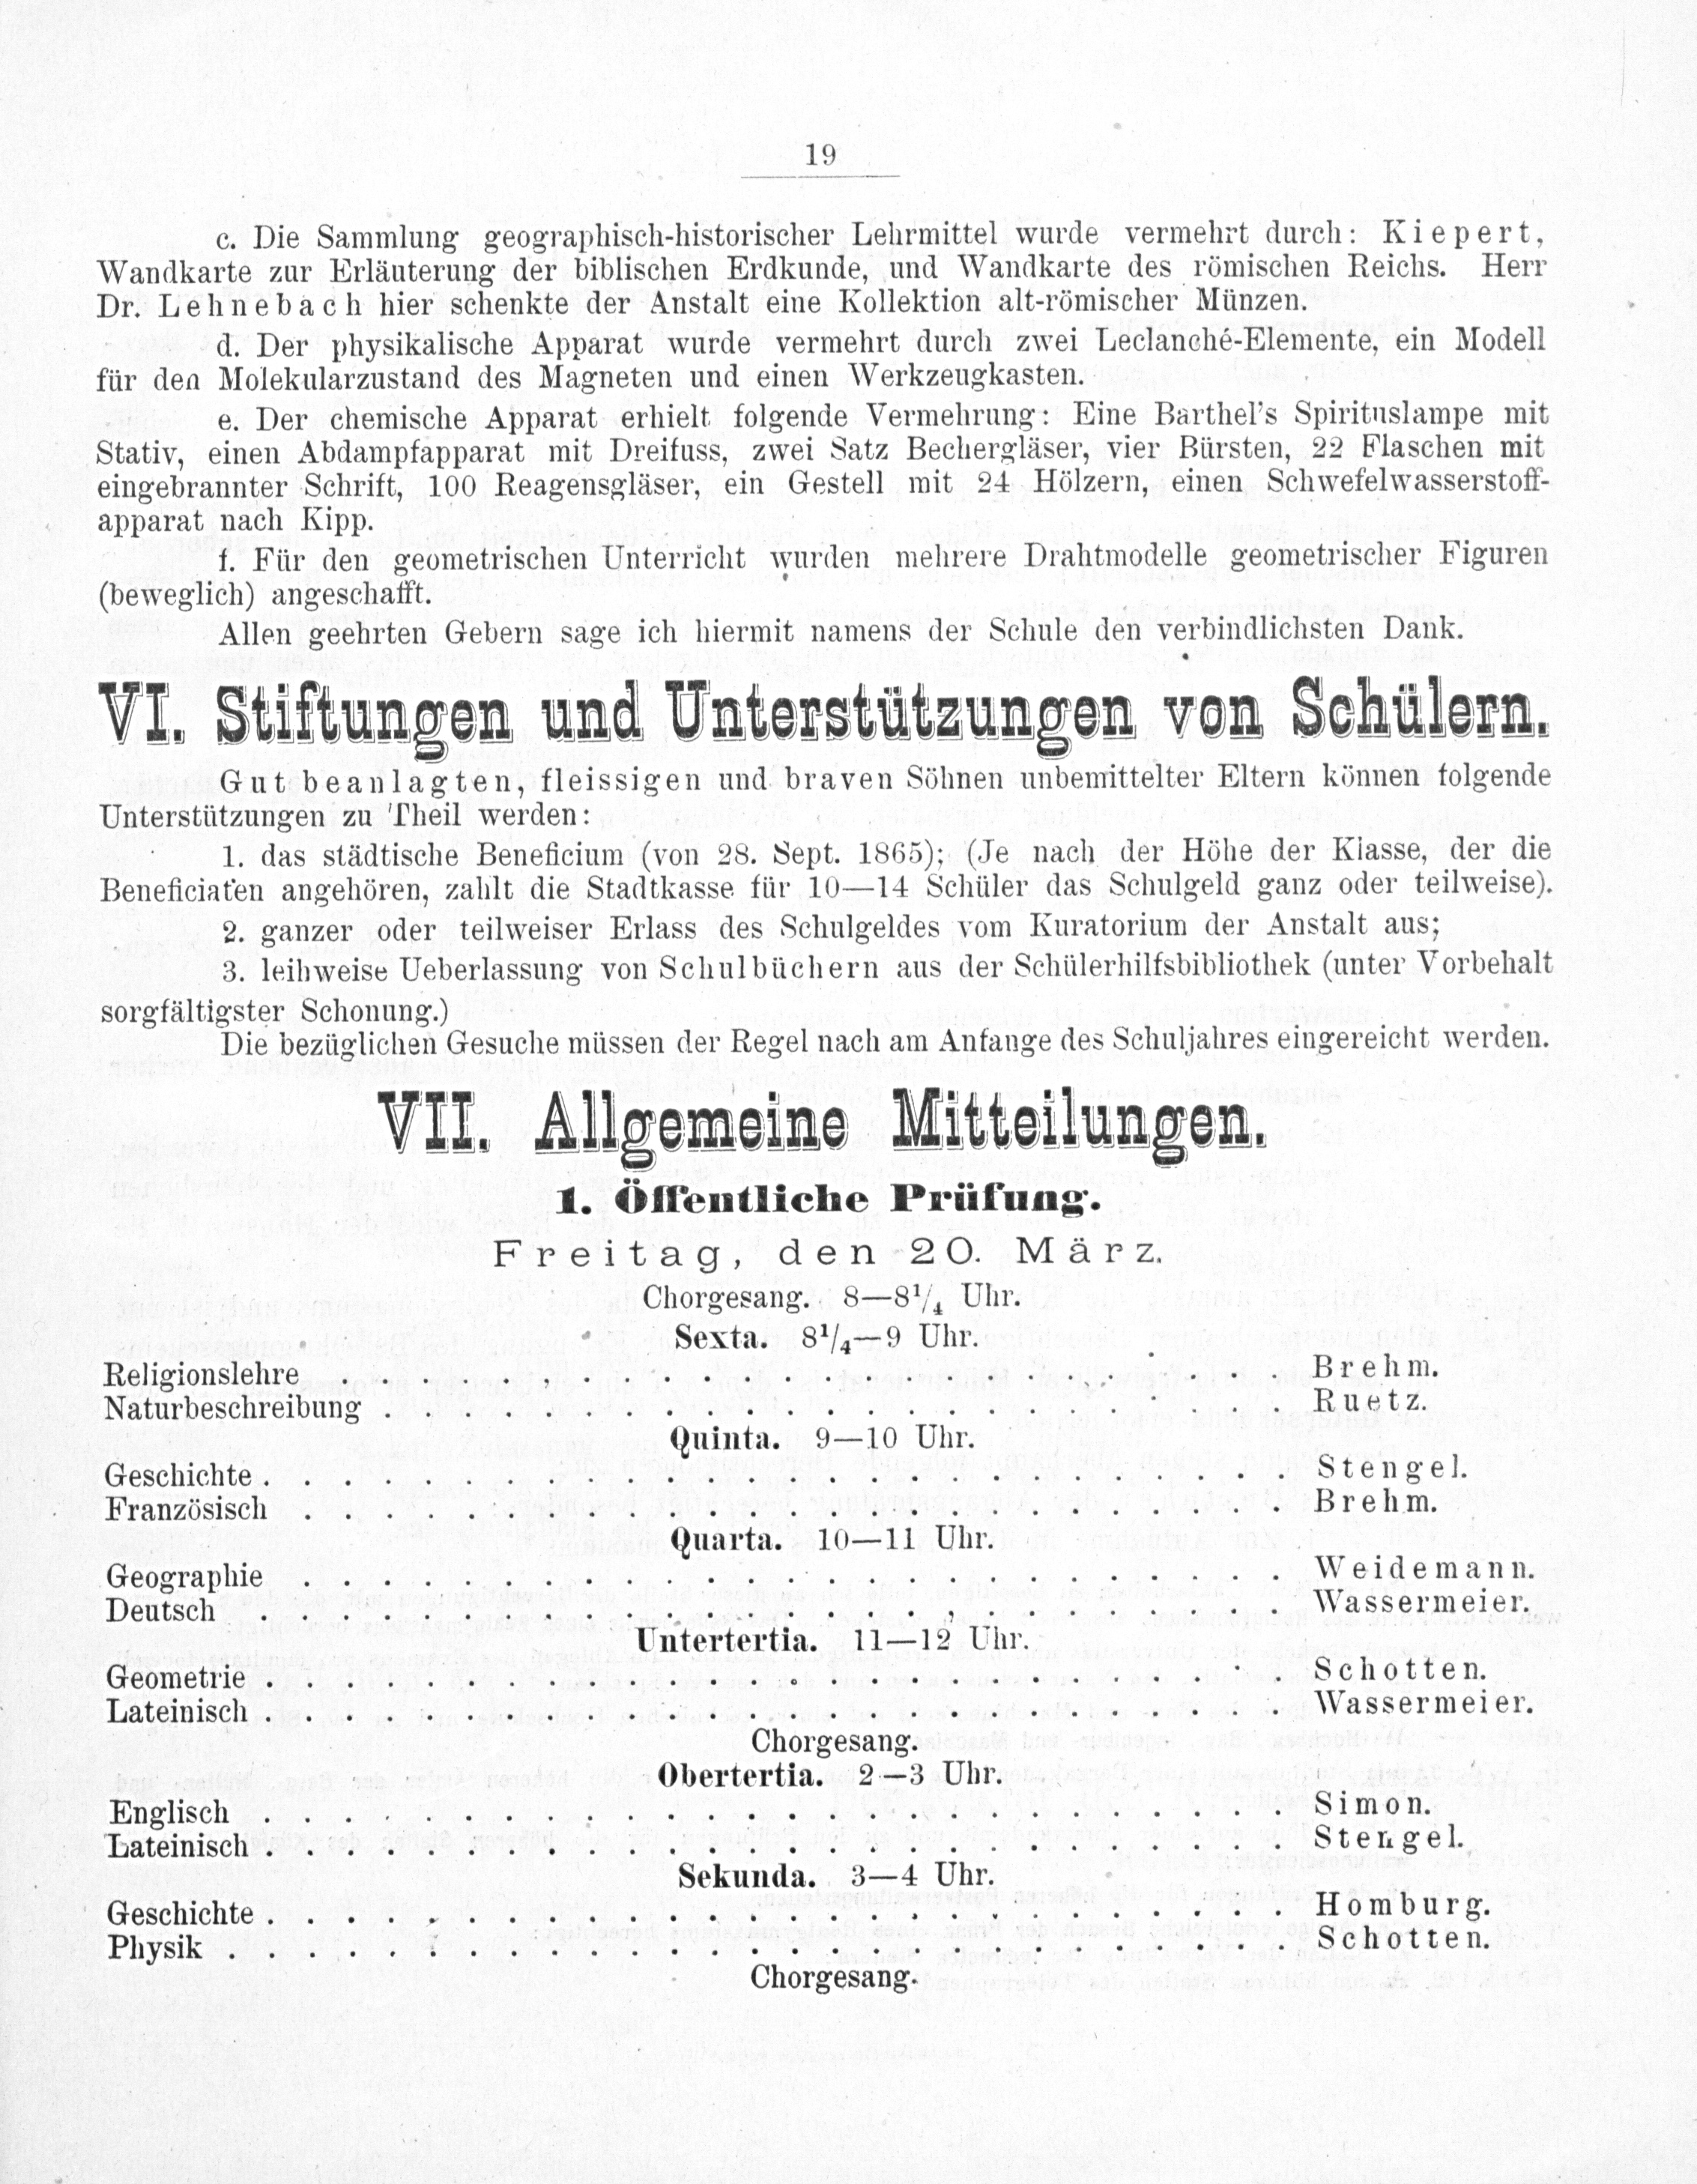 19
c. Die Sammlung geographisch-historischer Lehrmittel wurde vermehrt durch: Kiepert,
Wandkarte zur Erläuterung der biblischen Erdkunde, und Wandkarte des römischen Reichs. Herr
Dr. Lehnebach hier schenkte der Anstalt eine Kollektion alt-römischer Münzen.
d. Der physikalische Apparat wurde vermehrt durch zwei Leclanché-Elemente, ein Modell
für den Molekularzustand des Magneten und einen Werkzeugkasten.
e. Der chemische Apparat erhielt folgende Vermehrung: Eine Barthel's Spirituslampe mit
Stativ, einen Abdampfapparat mit Dreifuss, zwei Satz Bechergläser, vier Bürsten, 22 Flaschen mit
eingebrannter Schrift, 100 Reagensgläser, ein Gestell mit 24 Hölzern, einen Schwefelwasserstoff-
apparat nach Kipp.
f. Für den geometrischen Unterricht wurden mehrere Drahtmodelle geometrischer Figuren
(beweglich) angeschafft.
Allen geehrten Gebern sage ich hiermit namens der Schule den verbindlichsten Dank.
VI. Stiftungen und Unterstützungen von Schülern.
Gut beanlagten, fleissigen und braven Söhnen unbemittelter Eltern können folgende
Unterstützungen zu Theil werden:
1. das städtische Beneficium (von 28. Sept. 1865); (Je nach der Höhe der Klasse, der die
Beneficiaten angehören, zahlt die Stadtkasse für 10—14 Schüler das Schulgeld ganz oder teilweise).
2. ganzer oder teilweiser Erlass des Schulgeldes vom Kuratorium der Anstalt aus;
3. leihweise Ueberlassung von Schulbüchern aus der Schülerhilfsbibliothek (unter Vorbehalt
sorgfältigster Schonung.)
Die bezüglichen Gesuche müssen der Regel nach am Anfange des Schuljahres eingereicht werden.
VII. Allgemeine Mitteilungen.
1. Öffentliche Prüfung.
Freitag, den 20. März.
Chorgesang. 8—8¹/₄ Uhr.
Sexta. 8¹/₄—9 Uhr.
Religionslehre . . . . . . . . . . . . . . . . . . . . . . . . Brehm.
Naturbeschreibung . . . . . . . . . . . . . . . . . . . . . . . Ruetz.
Quinta. 9—10 Uhr.
Geschichte . . . . . . . . . . . . . . . . . . . . . . . . . . Stengel.
Französisch . . . . . . . . . . . . . . . . . . . . . . . . . Brehm.
Quarta. 10—11 Uhr.
Geographie . . . . . . . . . . . . . . . . . . . . . . . . . Weidemann.
Deutsch . . . . . . . . . . . . . . . . . . . . . . . . . . Wassermeier.
Untertertia. 11—12 Uhr.
Geometrie . . . . . . . . . . . . . . . . . . . . . . . . . . Schotten.
Lateinisch . . . . . . . . . . . . . . . . . . . . . . . . . Wassermeier.
Chorgesang.
Obertertia. 2—3 Uhr.
Englisch . . . . . . . . . . . . . . . . . . . . . . . . . . Simon.
Lateinisch . . . . . . . . . . . . . . . . . . . . . . . . . . Stengel.
Sekunda. 3—4 Uhr.
Geschichte . . . . . . . . . . . . . . . . . . . . . . . . . . Homburg.
Physik . . . . . . . . . . . . . . . . . . . . . . . . . . . Schotten.
Chorgesang.